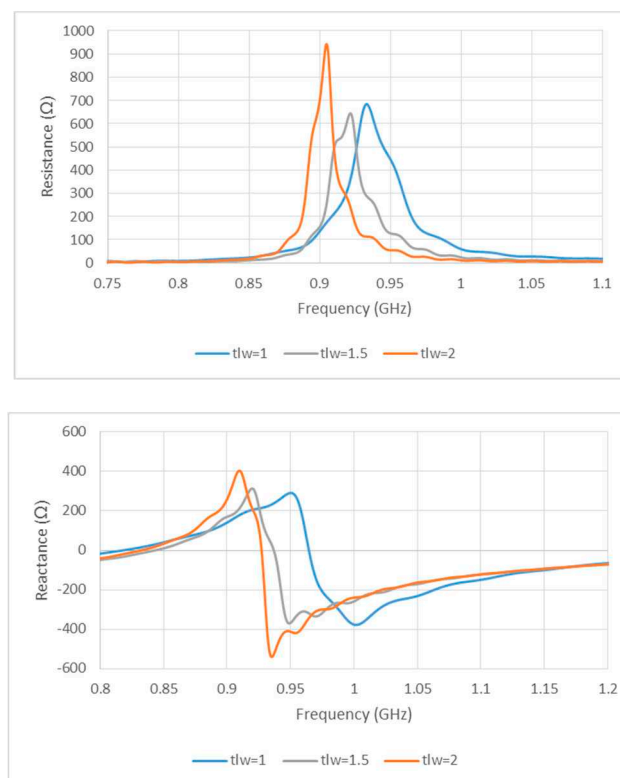 1000
900
800
700
600
500
400
300
200
100
0
Resistance (Ω)
0.75 0.8 0.85 0.9 0.95 1 1.05 1.1
Frequency (GHz)
tlw=1 tlw=1.5 tlw=2
600
400
200
0
-200
-400
-600
Reactance (Ω)
0.8 0.85 0.9 0.95 1 1.05 1.1 1.15 1.2
Frequency (GHz)
tlw=1 tlw=1.5 tlw=2